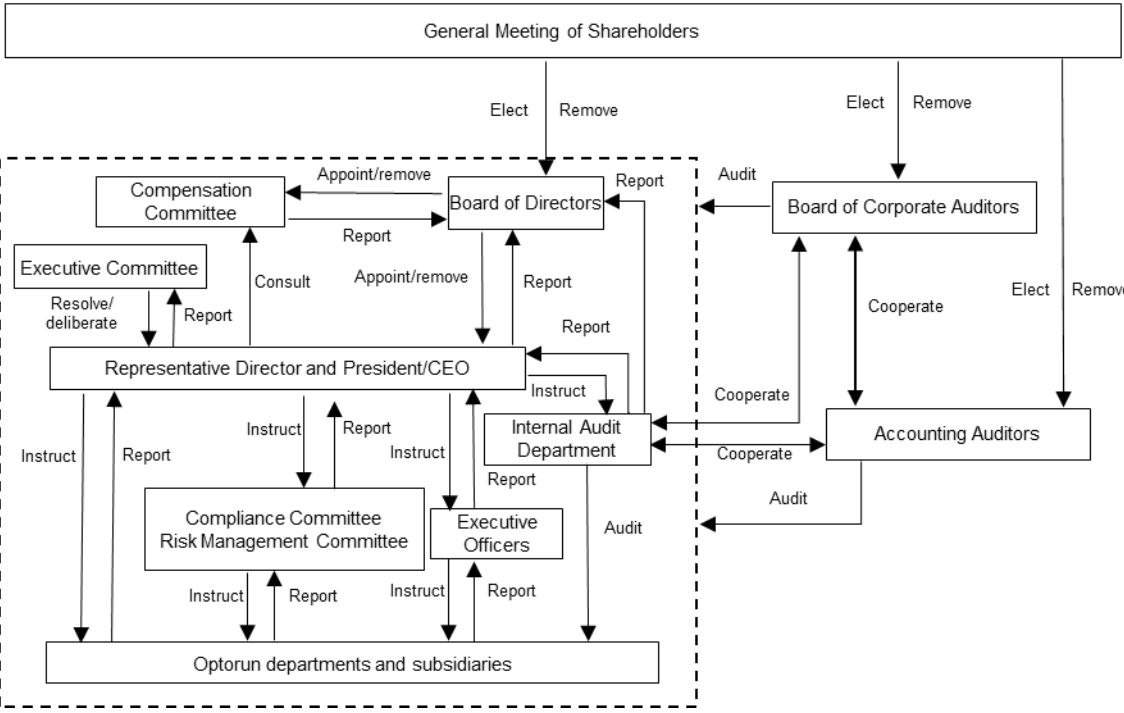 General Meeting of Shareholders
Elect
Remove
Elect
Remove
Appoint/remove
Report
Audit
Compensation
Committee
Board of Directors
Board of Corporate Auditors
Report
Executive Committee
Consult
Appoint/remove
Report
Elect
Remove
Resolve/
deliberate
Report
Cooperate
Report
Representative Director and President/CEO
Instruct
Cooperate
Instruct
Report
Instruct
Report
Instruct
Internal Audit
Department
Accounting Auditors
Cooperate
Report
Audit
Compliance Committee
Risk Management Committee
Executive
Officers
Audit
Instruct
Report
Instruct
Report
Optorun departments and subsidiaries